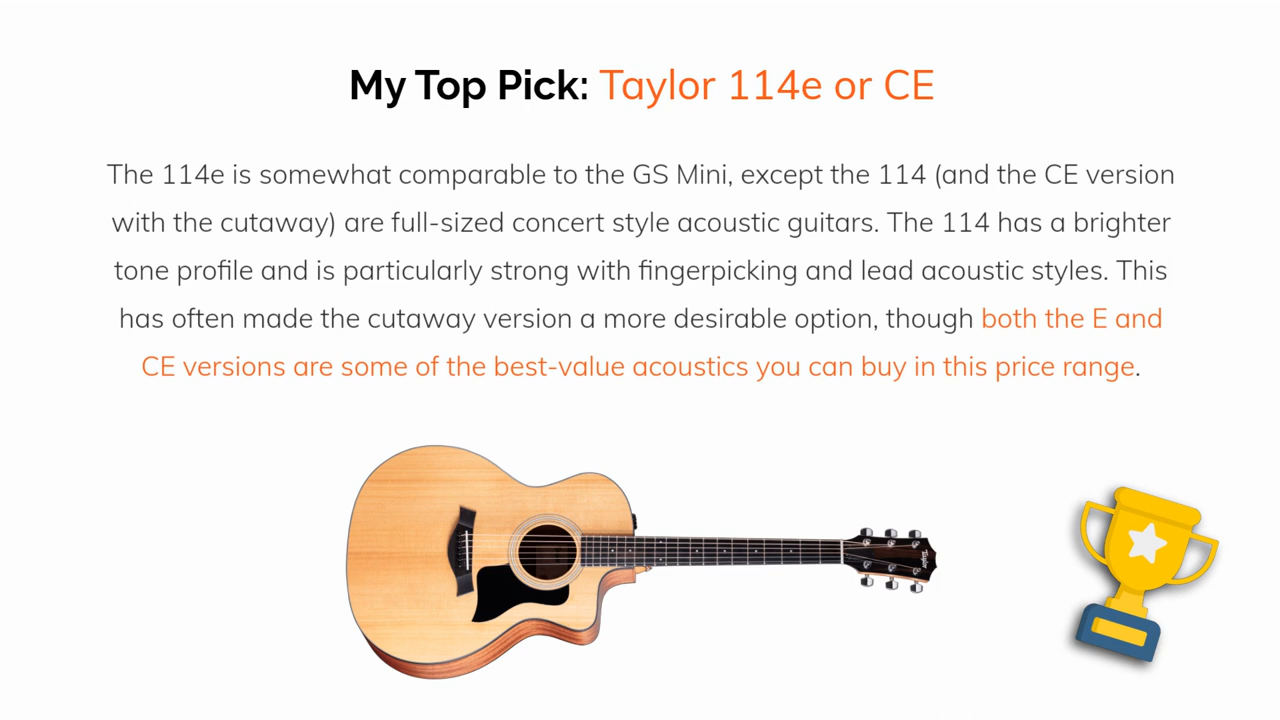 My Top Pick: Taylor 114e or CE
The 114e is somewhat comparable to the GS Mini, except the 114 (and the CE version
with the cutaway) are full-sized concert style acoustic guitars. The 114 has a brighter
tone profile and is particularly strong with fingerpicking and lead acoustic styles. This
has often made the cutaway version a more desirable option, though both the E and
CE versions are some of the best-value acoustics you can buy in this price range.
Taylor